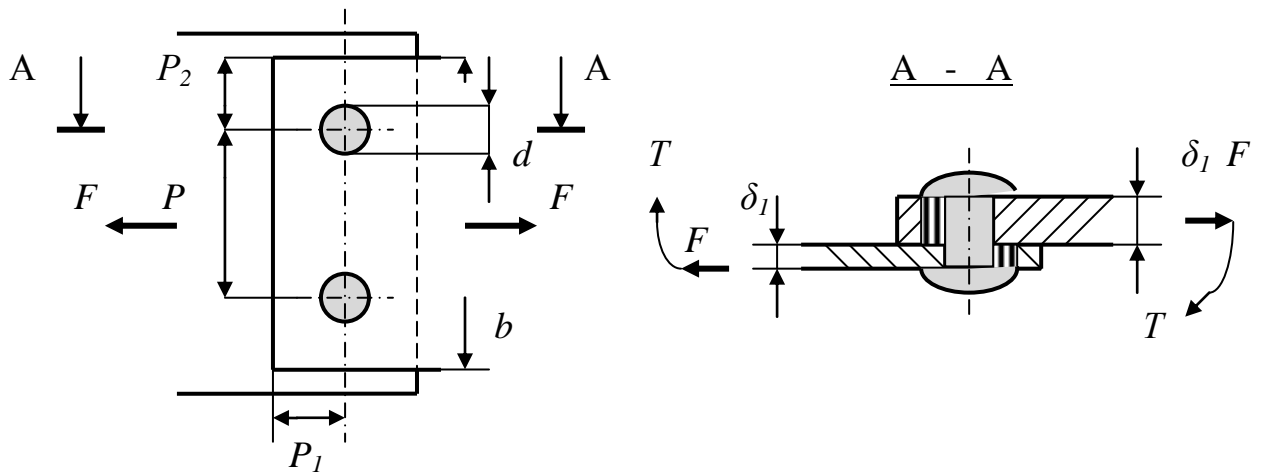 A P₂ A A - A
d T δ₁ δ₁ F
F P F F
b T
P₁